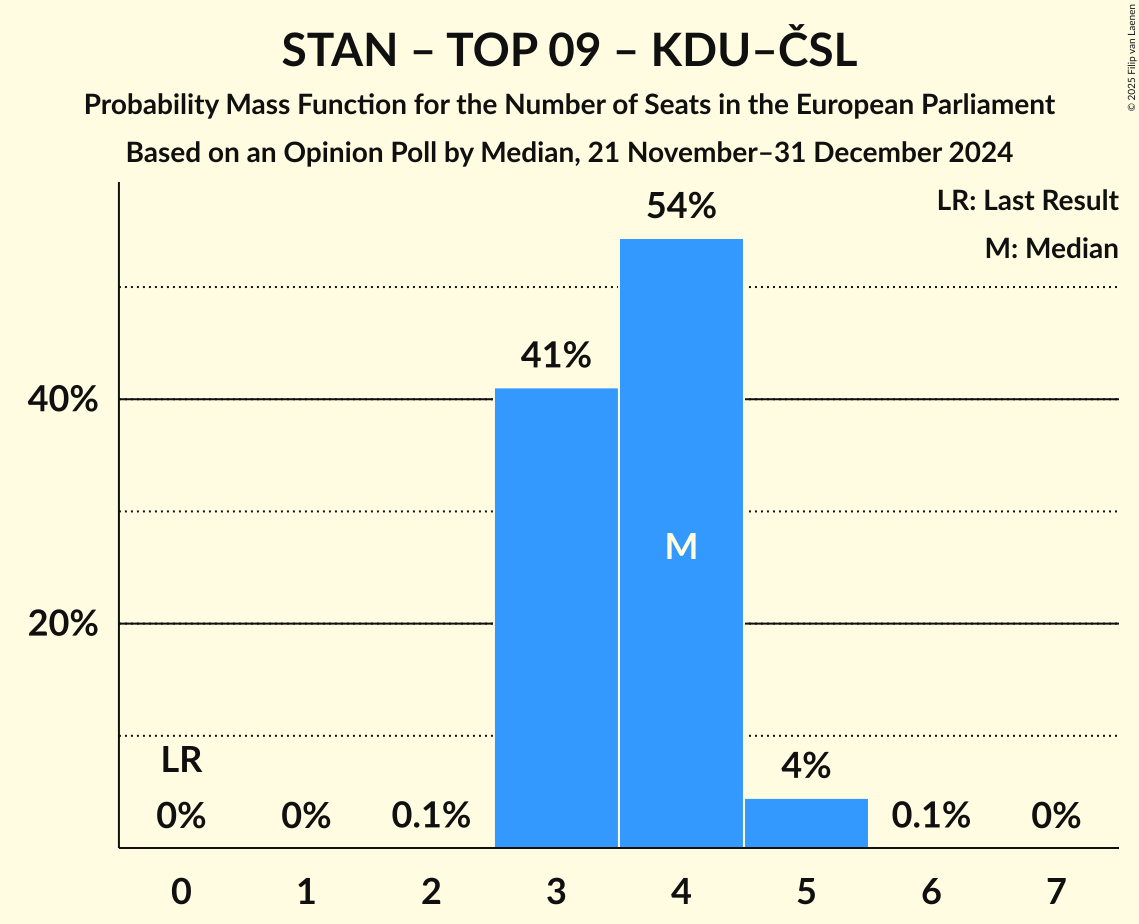 STAN – TOP 09 – KDU–ČSL
Probability Mass Function for the Number of Seats in the European Parliament
Based on an Opinion Poll by Median, 21 November–31 December 2024
© 2025 Filip van Laenen
LR: Last Result
M: Median
54%
41%
40%
M
20%
LR
4%
0% 0% 0.1% 0.1% 0%
0 1 2 3 4 5 6 7